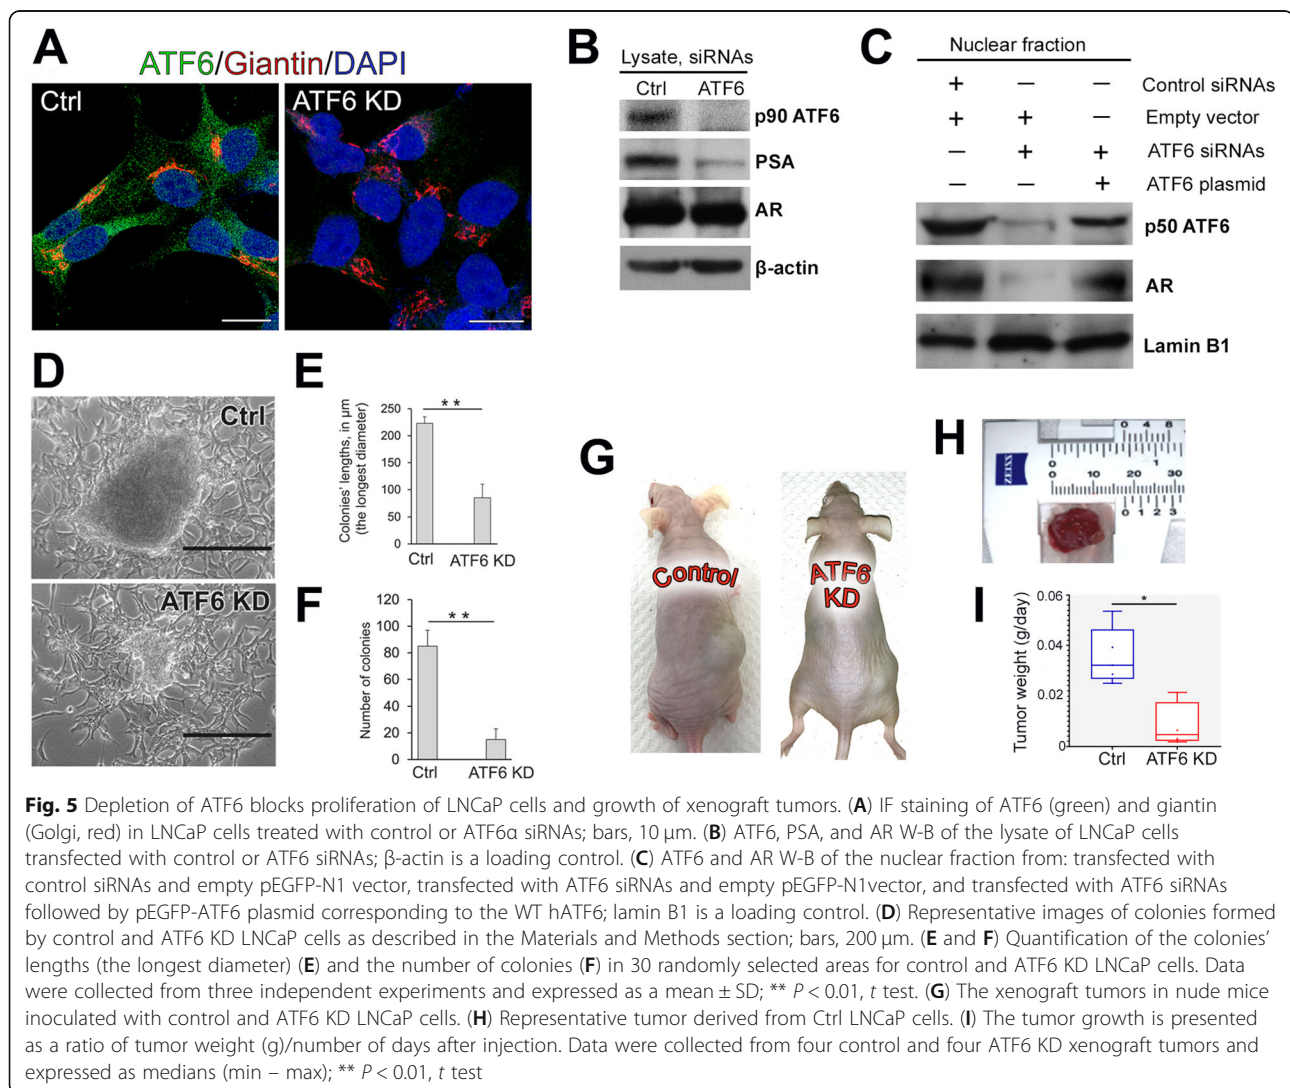 A
ATF6/Giantin/DAPI
Ctrl
ATF6 KD
B
Lysate, siRNAs
Ctrl ATF6
p90 ATF6
PSA
AR
β-actin
C
Nuclear fraction
+ — — Control siRNAs
+ + — Empty vector
— + + ATF6 siRNAs
— — + ATF6 plasmid
p50 ATF6
AR
Lamin B1
D
Ctrl
ATF6 KD
E
Colonies' lengths, in µm
(the longest diameter)
250
200
150
100
50
0
**
Ctrl ATF6 KD
F
Number of colonies
120
100
80
60
40
20
0
**
Ctrl ATF6 KD
G
Control
ATF6
KD
H
ZEISS
0 4 8
0 1
0 10 20 30
0 1 2 3
I
Tumor weight (g/day)
0.06
0.04
0.02
0
*
Ctrl ATF6 KD
Fig. 5 Depletion of ATF6 blocks proliferation of LNCaP cells and growth of xenograft tumors. (A) IF staining of ATF6 (green) and giantin
(Golgi, red) in LNCaP cells treated with control or ATF6α siRNAs; bars, 10 µm. (B) ATF6, PSA, and AR W-B of the lysate of LNCaP cells
transfected with control or ATF6 siRNAs; β-actin is a loading control. (C) ATF6 and AR W-B of the nuclear fraction from: transfected with
control siRNAs and empty pEGFP-N1 vector, transfected with ATF6 siRNAs and empty pEGFP-N1vector, and transfected with ATF6 siRNAs
followed by pEGFP-ATF6 plasmid corresponding to the WT hATF6; lamin B1 is a loading control. (D) Representative images of colonies formed
by control and ATF6 KD LNCaP cells as described in the Materials and Methods section; bars, 200 µm. (E and F) Quantification of the colonies'
lengths (the longest diameter) (E) and the number of colonies (F) in 30 randomly selected areas for control and ATF6 KD LNCaP cells. Data
were collected from three independent experiments and expressed as a mean ± SD; ** P < 0.01, t test. (G) The xenograft tumors in nude mice
inoculated with control and ATF6 KD LNCaP cells. (H) Representative tumor derived from Ctrl LNCaP cells. (I) The tumor growth is presented
as a ratio of tumor weight (g)/number of days after injection. Data were collected from four control and four ATF6 KD xenograft tumors and
expressed as medians (min – max); ** P < 0.01, t test